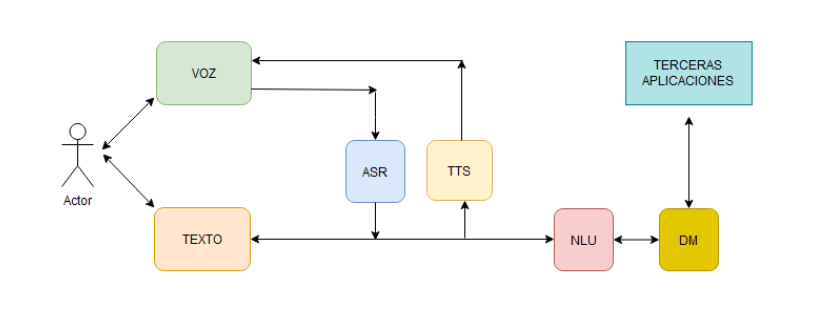 VOZ
TERCERAS
APLICACIONES
ASR
TTS
Actor
TEXTO
NLU
DM